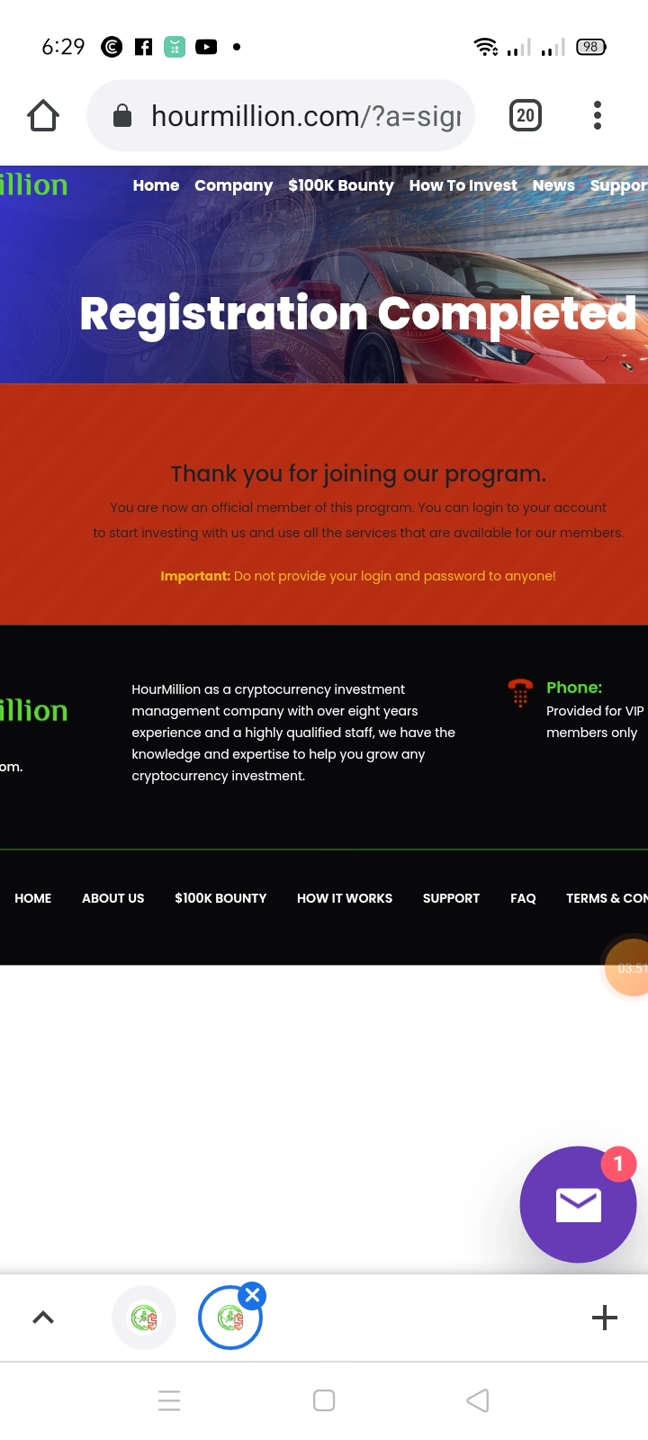 6:29
98
hourmillion.com/?a=sigr
20
illion
Home Company $100K Bounty How To Invest News Suppor
Registration Completed
Thank you for joining our program.
You are now an official member of this program. You can login to your account
to start investing with us and use all the services that are available for our members.
Important: Do not provide your login and password to anyone!
illion
om.
HourMillion as a cryptocurrency investment
management company with over eight years
experience and a highly qualified staff, we have the
knowledge and expertise to help you grow any
cryptocurrency investment.
Phone:
Provided for VIP
members only
HOME ABOUT US $100K BOUNTY HOW IT WORKS SUPPORT FAQ TERMS & CON
03:51
1